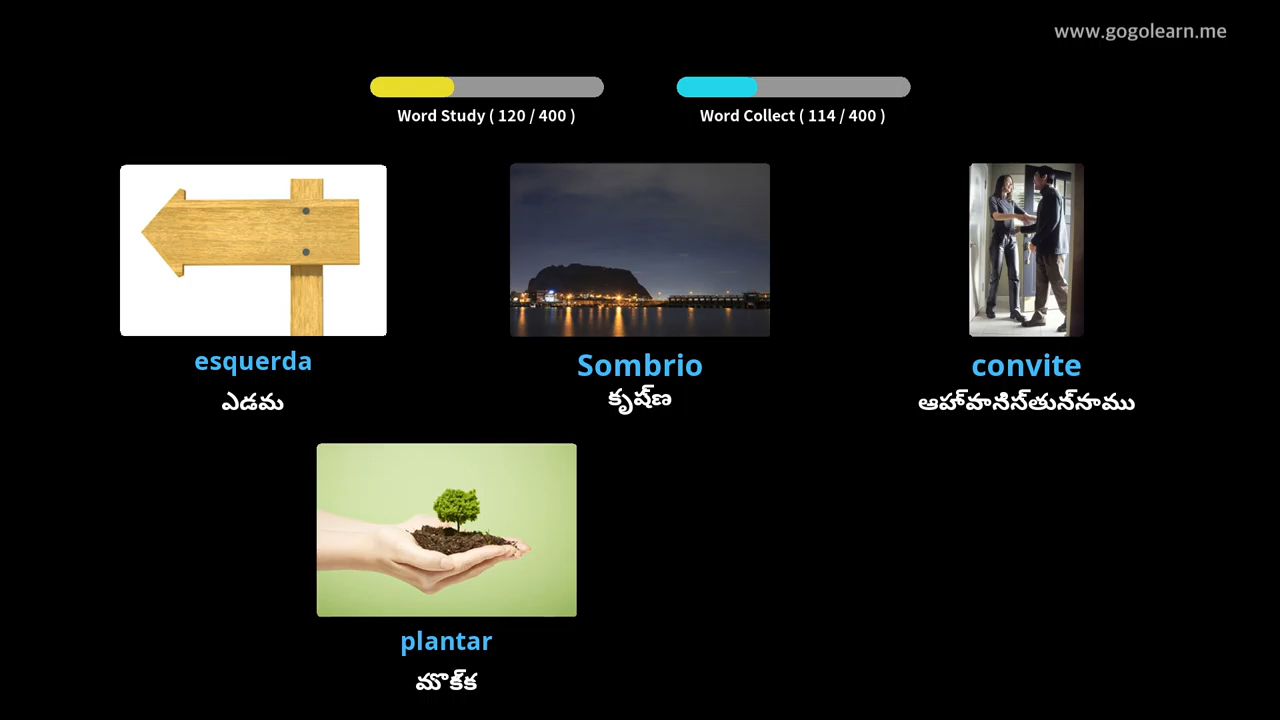 www.gogolearn.me
Word Study ( 120 / 400 )
Word Collect ( 114 / 400 )
esquerda
ఎడమ
Sombrio
కృష్ణ
convite
ఆహ్వానిస్తున్నాము
plantar
మొక్క